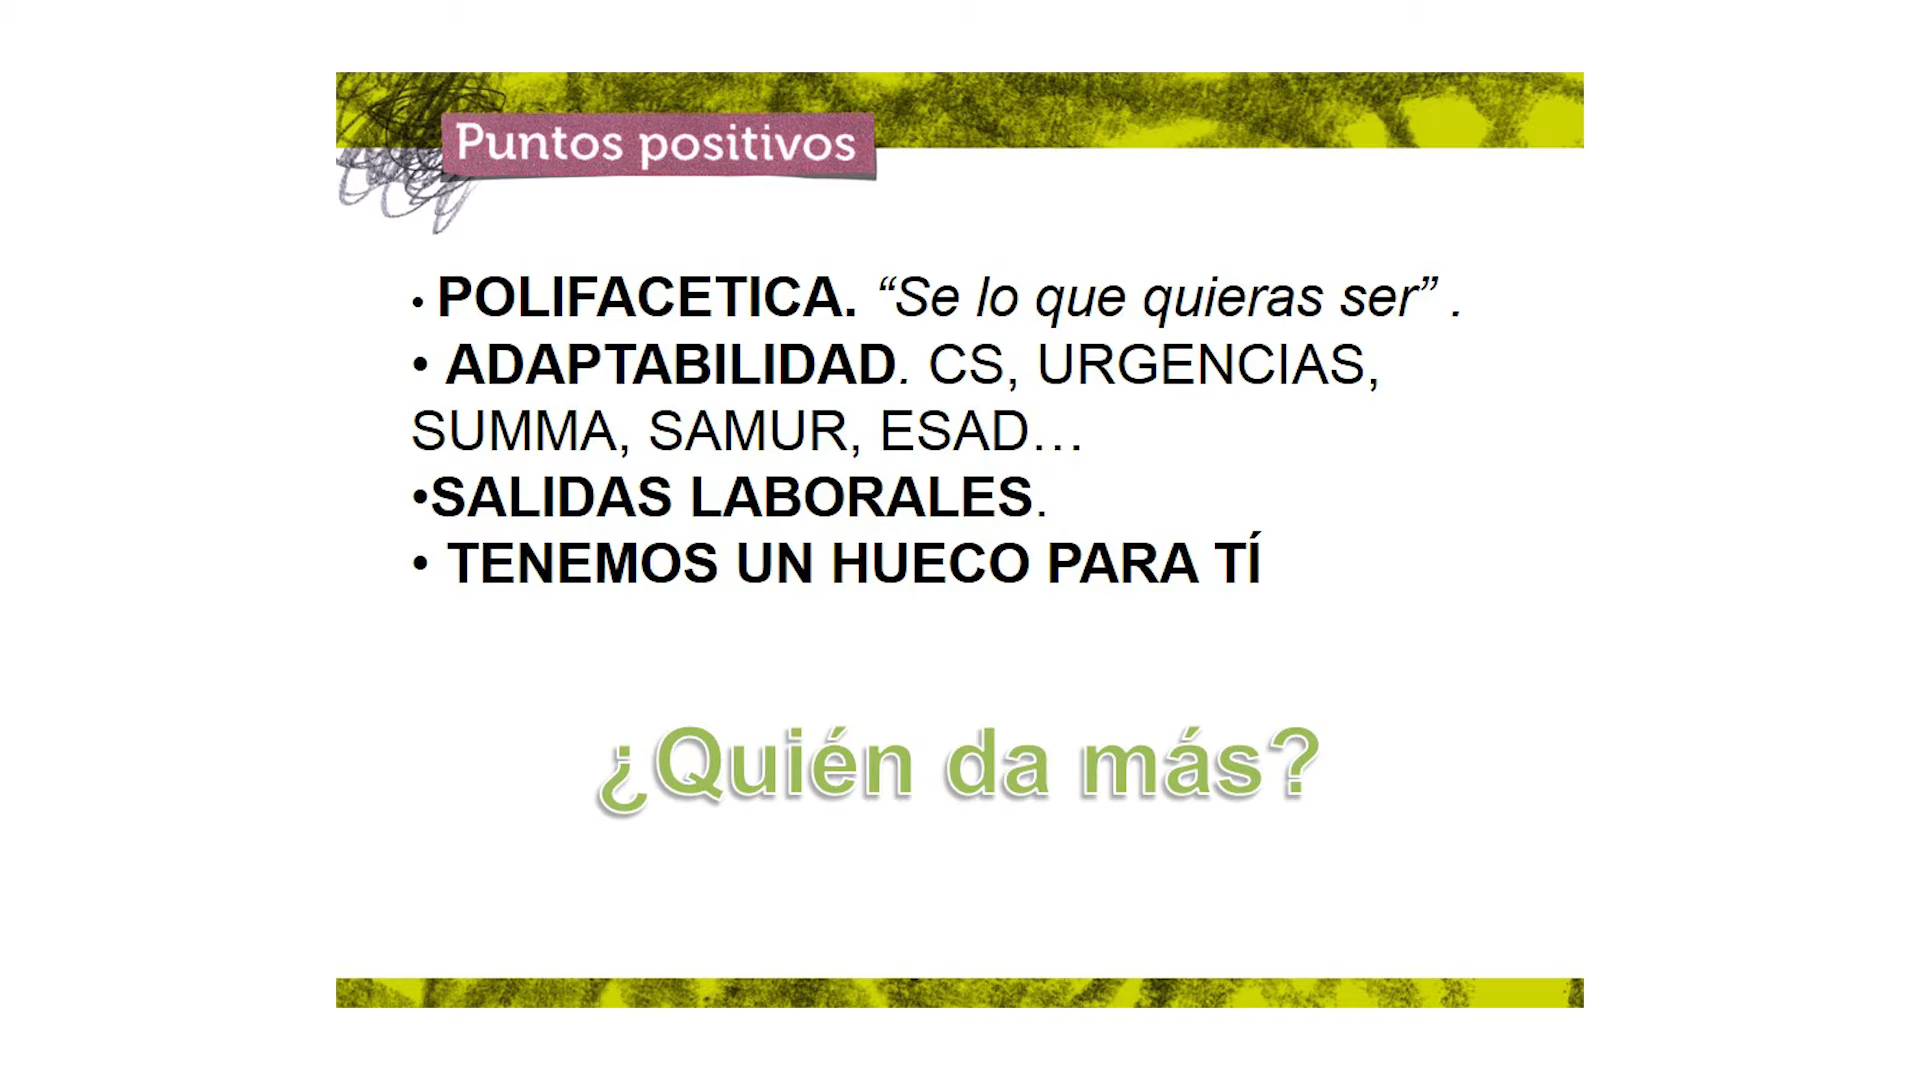 Puntos positivos
• POLIFACETICA. “Se lo que quieras ser” .
• ADAPTABILIDAD. CS, URGENCIAS,
SUMMA, SAMUR, ESAD…
•SALIDAS LABORALES.
• TENEMOS UN HUECO PARA TÍ
¿Quién da más?